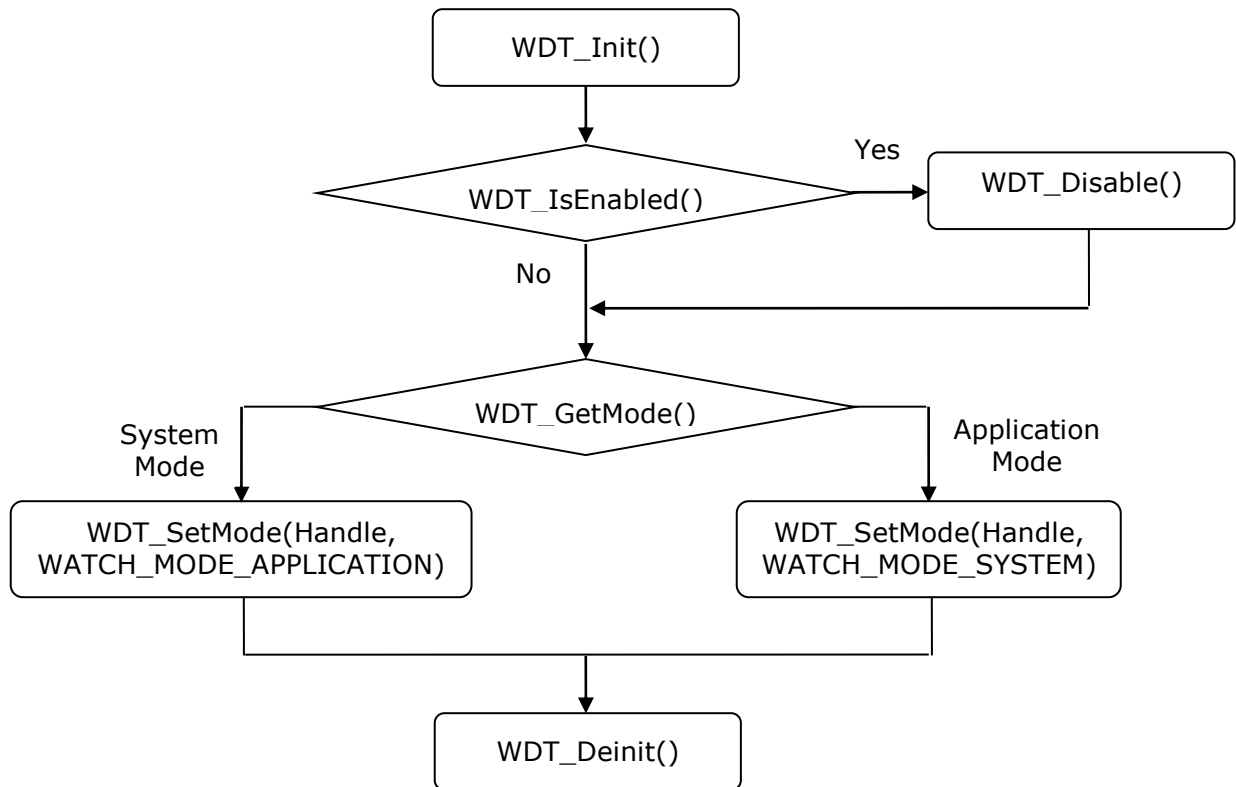 WDT_Init()
Yes
WDT_IsEnabled()
WDT_Disable()
No
WDT_GetMode()
System
Mode
Application
Mode
WDT_SetMode(Handle,
WATCH_MODE_APPLICATION)
WDT_SetMode(Handle,
WATCH_MODE_SYSTEM)
WDT_Deinit()